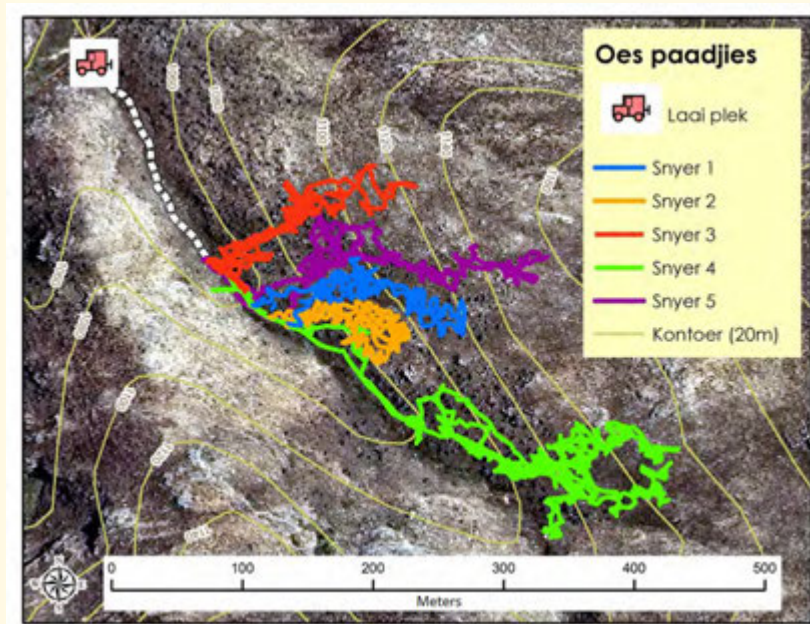 Oes paadjies
Laai plek
Snyer 1
Snyer 2
Snyer 3
Snyer 4
Snyer 5
Kontoer (20m)
0 100 200 300 400 500
Meters